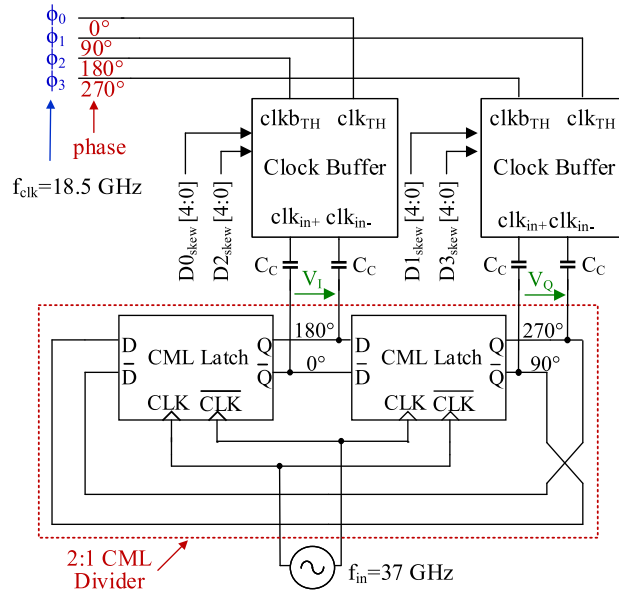 ϕ0
0°
ϕ1
90°
ϕ2
180°
ϕ3
270°
phase
fclk=18.5 GHz
clkbTH clkTH
Clock Buffer
clkin+ clkin-
D0skew [4:0]
D2skew [4:0]
clkbTH clkTH
Clock Buffer
clkin+ clkin-
D1skew [4:0]
D3skew [4:0]
CC
CC
VI
CC
CC
VQ
D
D
CML Latch
Q
Q
CLK CLK
180°
0°
D
D
CML Latch
Q
Q
CLK CLK
270°
90°
2:1 CML
Divider
fin=37 GHz